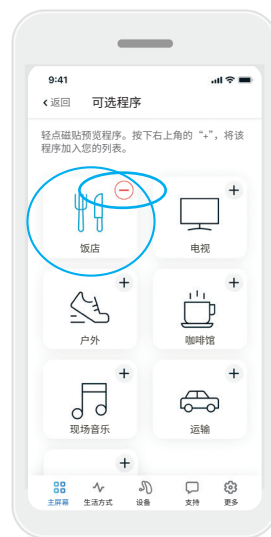 9:41
返回 可选程序
轻点磁贴预览程序。按下右上角的“+”，将该
程序加入您的列表。
饭店
电视
户外
咖啡馆
现场音乐
运输
主屏幕 生活方式 设备 支持 更多